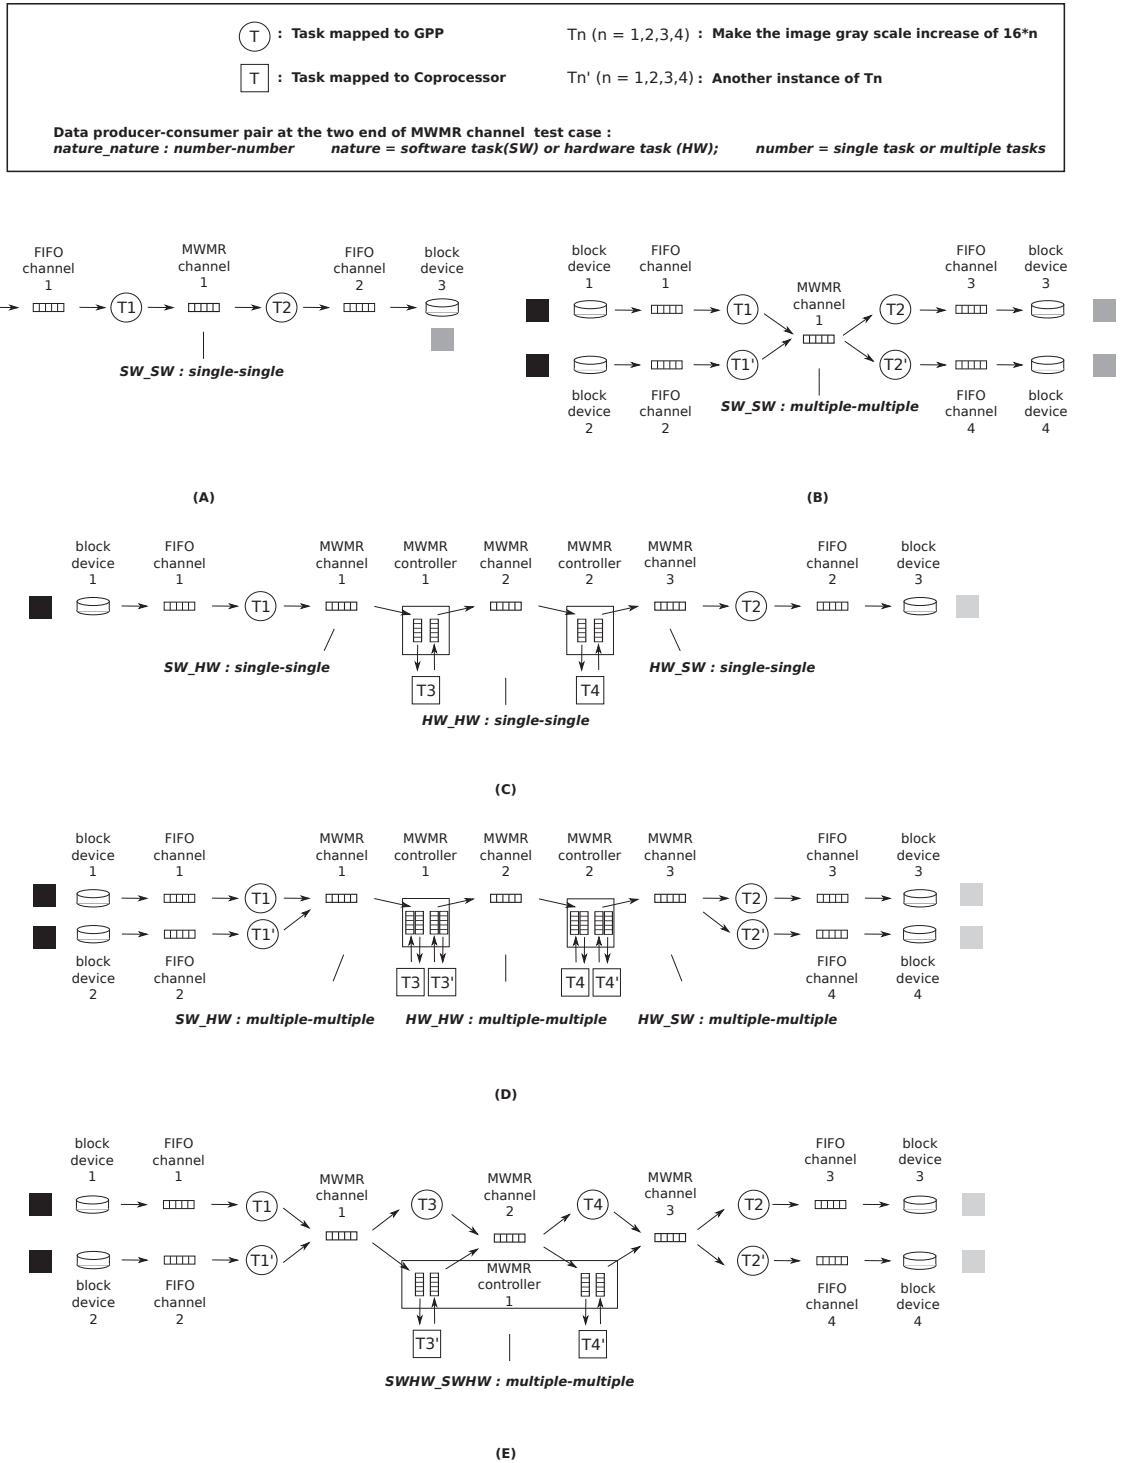 T : Task mapped to GPP Tn (n = 1,2,3,4) : Make the image gray scale increase of 16*n
T : Task mapped to Coprocessor Tn' (n = 1,2,3,4) : Another instance of Tn
Data producer-consumer pair at the two end of MWMR channel test case :
nature_nature : number-number nature = software task(SW) or hardware task (HW); number = single task or multiple tasks
FIFO channel 1
MWMR channel 1
FIFO channel 2
block device 3
T1
T2
SW_SW : single-single
(A)
block device 1
FIFO channel 1
MWMR channel 1
FIFO channel 3
block device 3
T1
T2
T1'
T2'
block device 2
FIFO channel 2
SW_SW : multiple-multiple
FIFO channel 4
block device 4
(B)
block device 1
FIFO channel 1
MWMR channel 1
MWMR controller 1
MWMR channel 2
MWMR controller 2
MWMR channel 3
FIFO channel 2
block device 3
T1
T2
SW_HW : single-single
HW_SW : single-single
T3
T4
HW_HW : single-single
(C)
block device 1
FIFO channel 1
MWMR channel 1
MWMR controller 1
MWMR channel 2
MWMR controller 2
MWMR channel 3
FIFO channel 3
block device 3
T1
T2
T1'
T2'
block device 2
FIFO channel 2
T3
T3'
T4
T4'
FIFO channel 4
block device 4
SW_HW : multiple-multiple
HW_HW : multiple-multiple
HW_SW : multiple-multiple
(D)
block device 1
FIFO channel 1
MWMR channel 1
MWMR channel 2
MWMR channel 3
FIFO channel 3
block device 3
T1
T3
T4
T2
T1'
T2'
MWMR controller 1
block device 2
FIFO channel 2
FIFO channel 4
block device 4
T3'
T4'
SWHW_SWHW : multiple-multiple
(E)